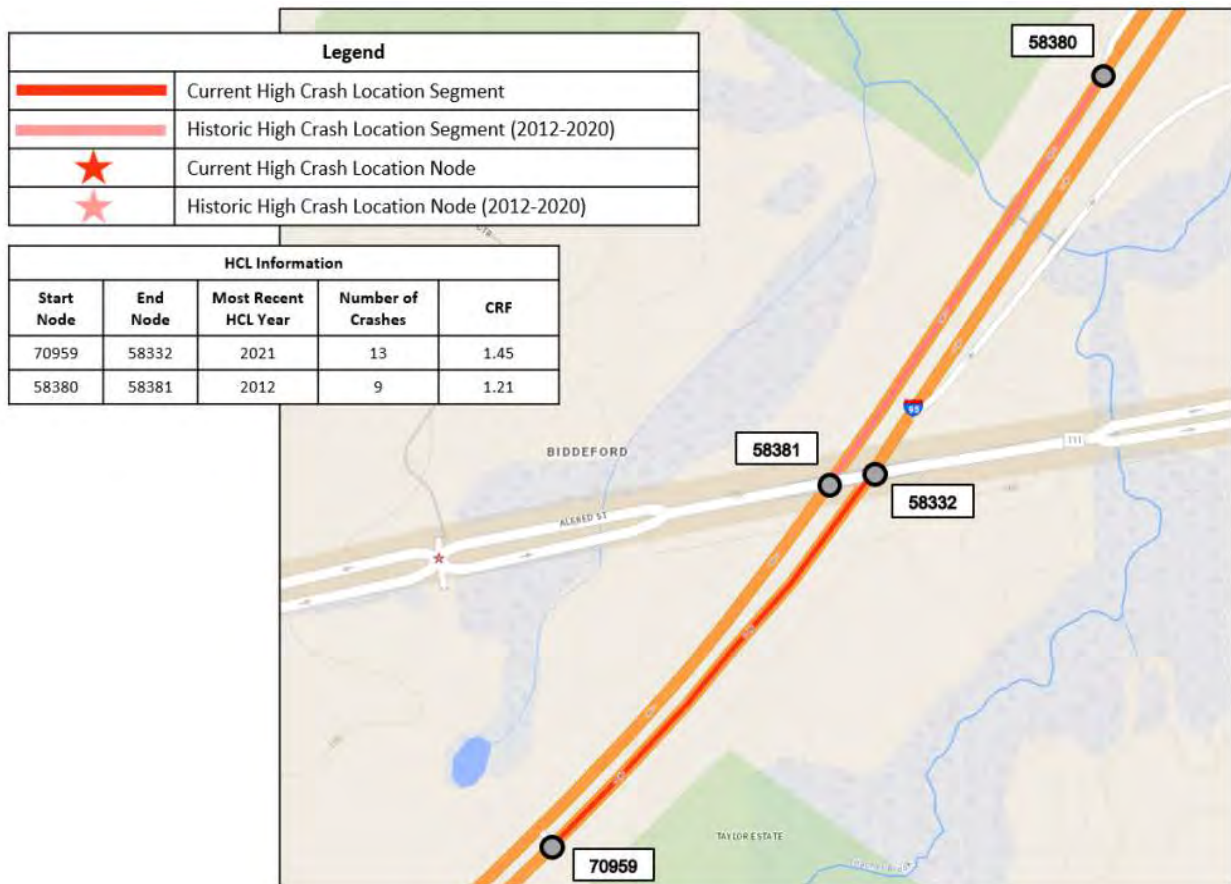 Legend
Current High Crash Location Segment
Historic High Crash Location Segment (2012-2020)
Current High Crash Location Node
Historic High Crash Location Node (2012-2020)
HCL Information
Start Node
End Node
Most Recent HCL Year
Number of Crashes
CRF
70959 58332 2021 13 1.45
58380 58381 2012 9 1.21
58380
95
58381
BIDDEFORD
111
58332
ALFRED ST
TAYLOR ESTATE
70959